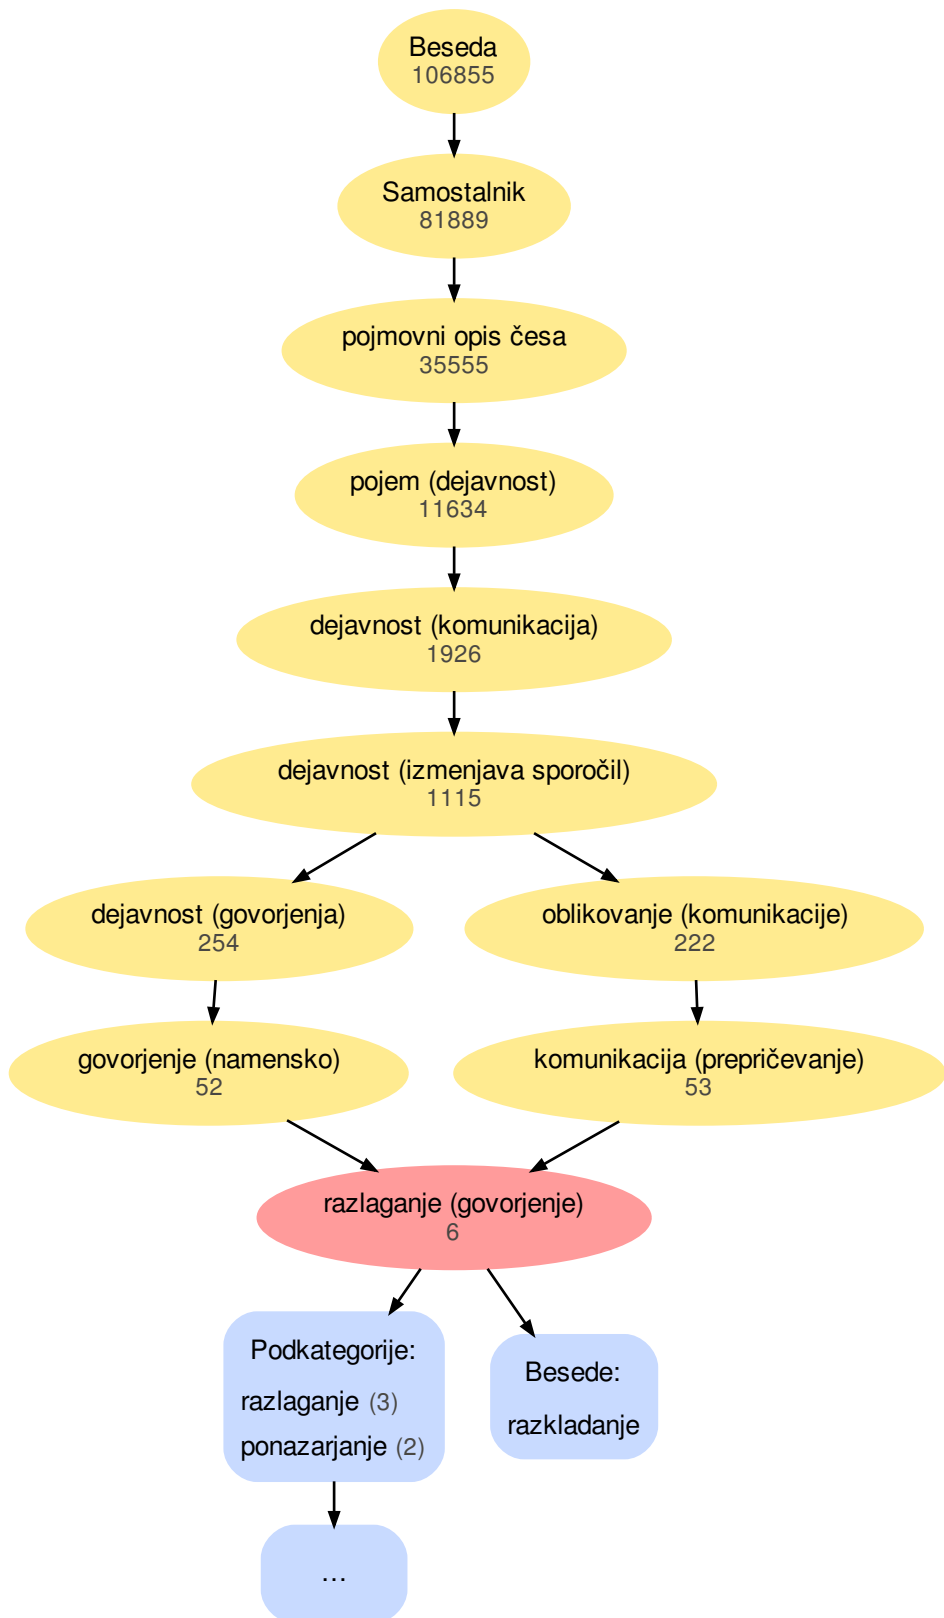 Beseda
106855
Samostalnik
81889
pojmovni opis česa
35555
pojem (dejavnost)
11634
dejavnost (komunikacija)
1926
dejavnost (izmenjava sporočil)
1115
dejavnost (govorjenja)
254
oblikovanje (komunikacije)
222
govorjenje (namensko)
52
komunikacija (prepričevanje)
53
razlaganje (govorjenje)
6
Podkategorije:
razlaganje (3)
ponazarjanje (2)
Besede:
razkladanje
...